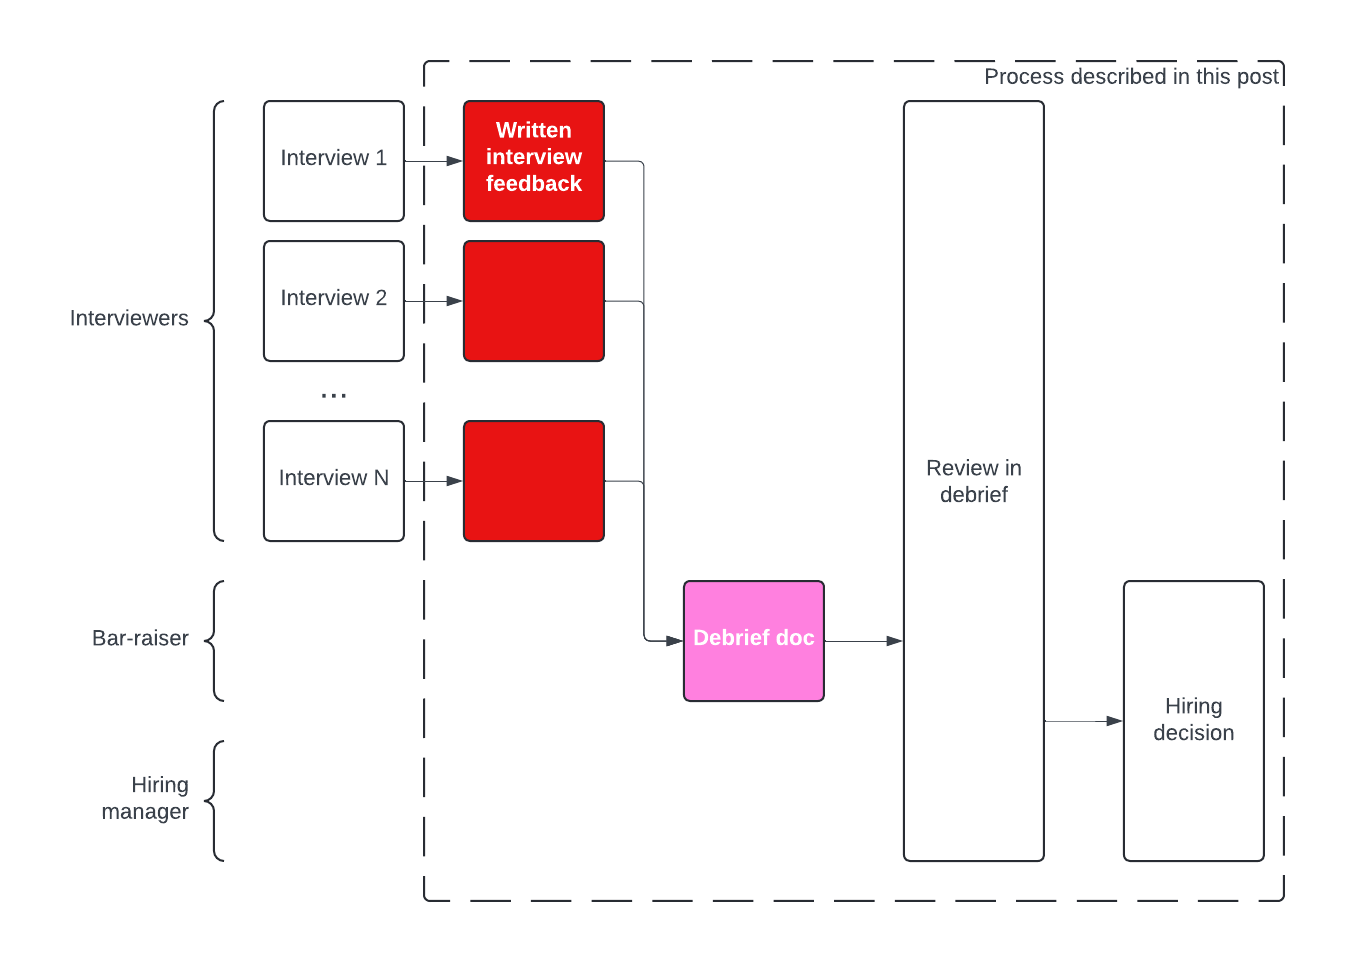 Process described in this post
Interview 1
Written
interview
feedback
Interview 2
Interviewers
...
Interview N
Review in
debrief
Bar-raiser
Debrief doc
Hiring
decision
Hiring
manager